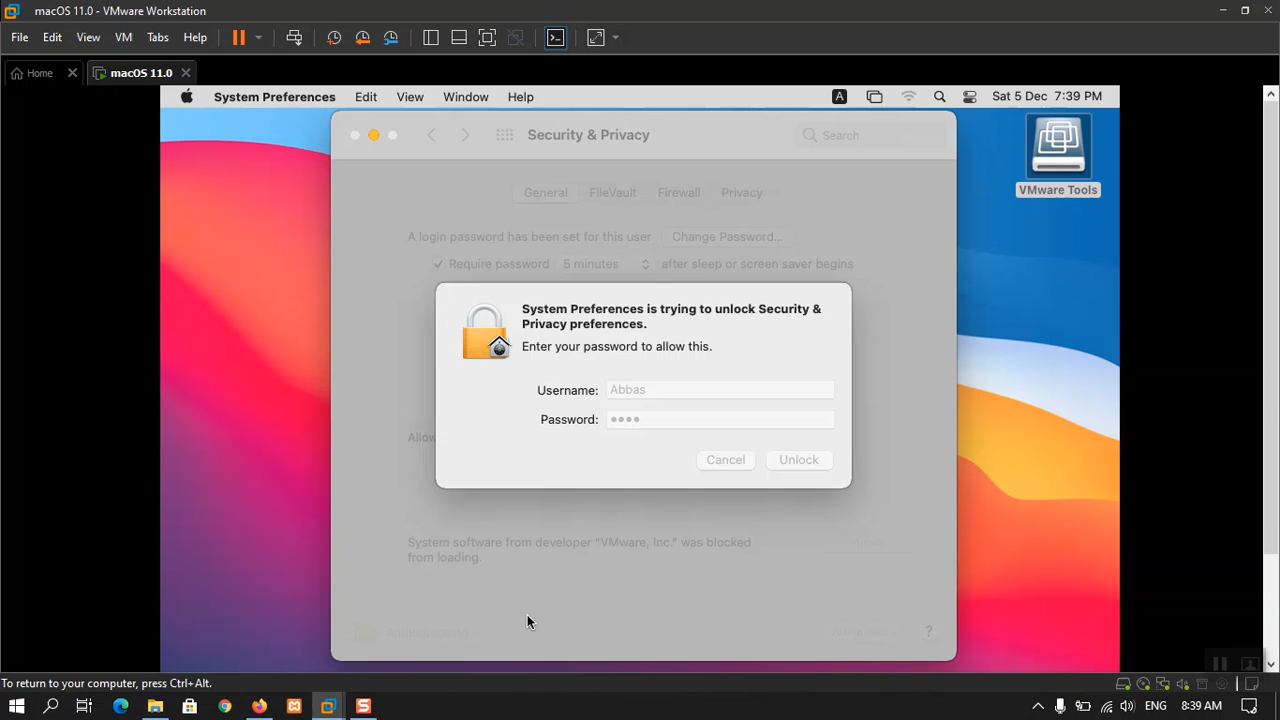 macOS 11.0 - VMware Workstation
File Edit View VM Tabs Help
Home macOS 11.0
System Preferences Edit View Window Help A Sat 5 Dec 7:39 PM
Security & Privacy Search
VMware Tools
General FileVault Firewall Privacy
A login password has been set for this user Change Password...
Require password 5 minutes after sleep or screen saver begins
System Preferences is trying to unlock Security &
Privacy preferences.
Enter your password to allow this.
Username: Abbas
Password:
Allow
Cancel Unlock
System software from developer "VMware, Inc." was blocked
from loading.
Authenticating...
?
To return to your computer, press Ctrl+Alt.
ENG 8:39 AM